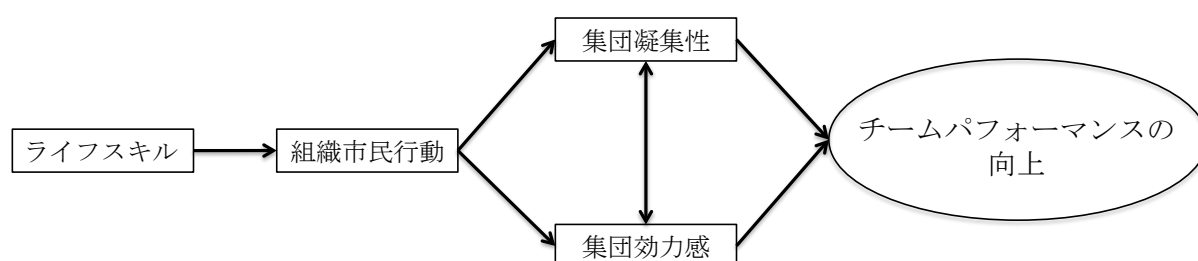 集団凝集性
ライフスキル
組織市民行動
チームパフォーマンスの
向上
集団効力感